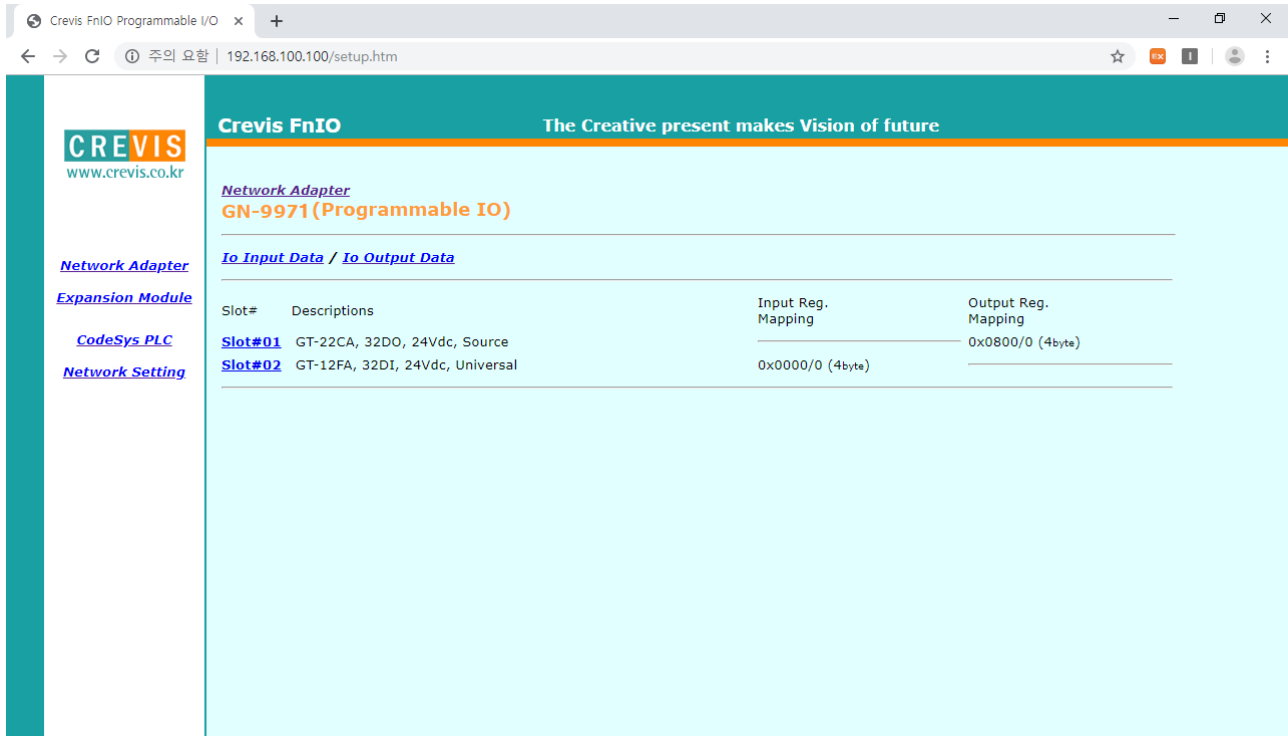 Crevis FnIO Programmable I/O
주의 요함 | 192.168.100.100/setup.htm
CREVIS
www.crevis.co.kr
Crevis FnIO The Creative present makes Vision of future
Network Adapter
Expansion Module
CodeSys PLC
Network Setting
Network Adapter
GN-9971(Programmable IO)
Io Input Data / Io Output Data
Slot# Descriptions Input Reg. Mapping Output Reg. Mapping
Slot#01 GT-22CA, 32DO, 24Vdc, Source 0x0800/0 (4byte)
Slot#02 GT-12FA, 32DI, 24Vdc, Universal 0x0000/0 (4byte)